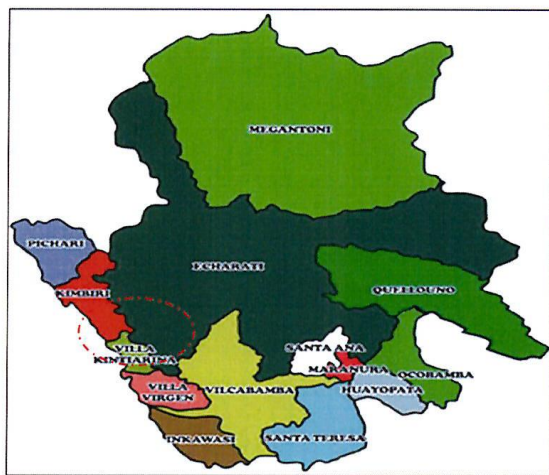 MEGANTONI
PICHARI
ECHARATI
KIMBIRI
QUELLOUNO
VILLA
KINTIARINA
SANTA ANA
MARANURA
OCOBAMBA
VILLA
VIRGEN
VILCABAMBA
HUAYOPATA
INKAWASI
SANTA TERESA